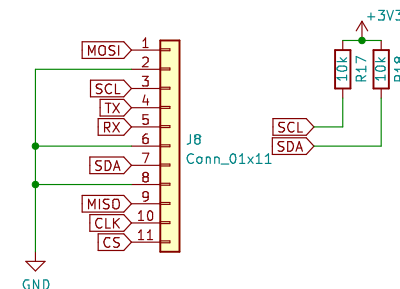 +3V3
MOSI 1
2
SCL 3
TX 4
RX 5
6
SDA 7
8
MISO 9
CLK 10
CS 11
J8
Conn_01x11
10k R17
10k R18
SCL
SDA
GND